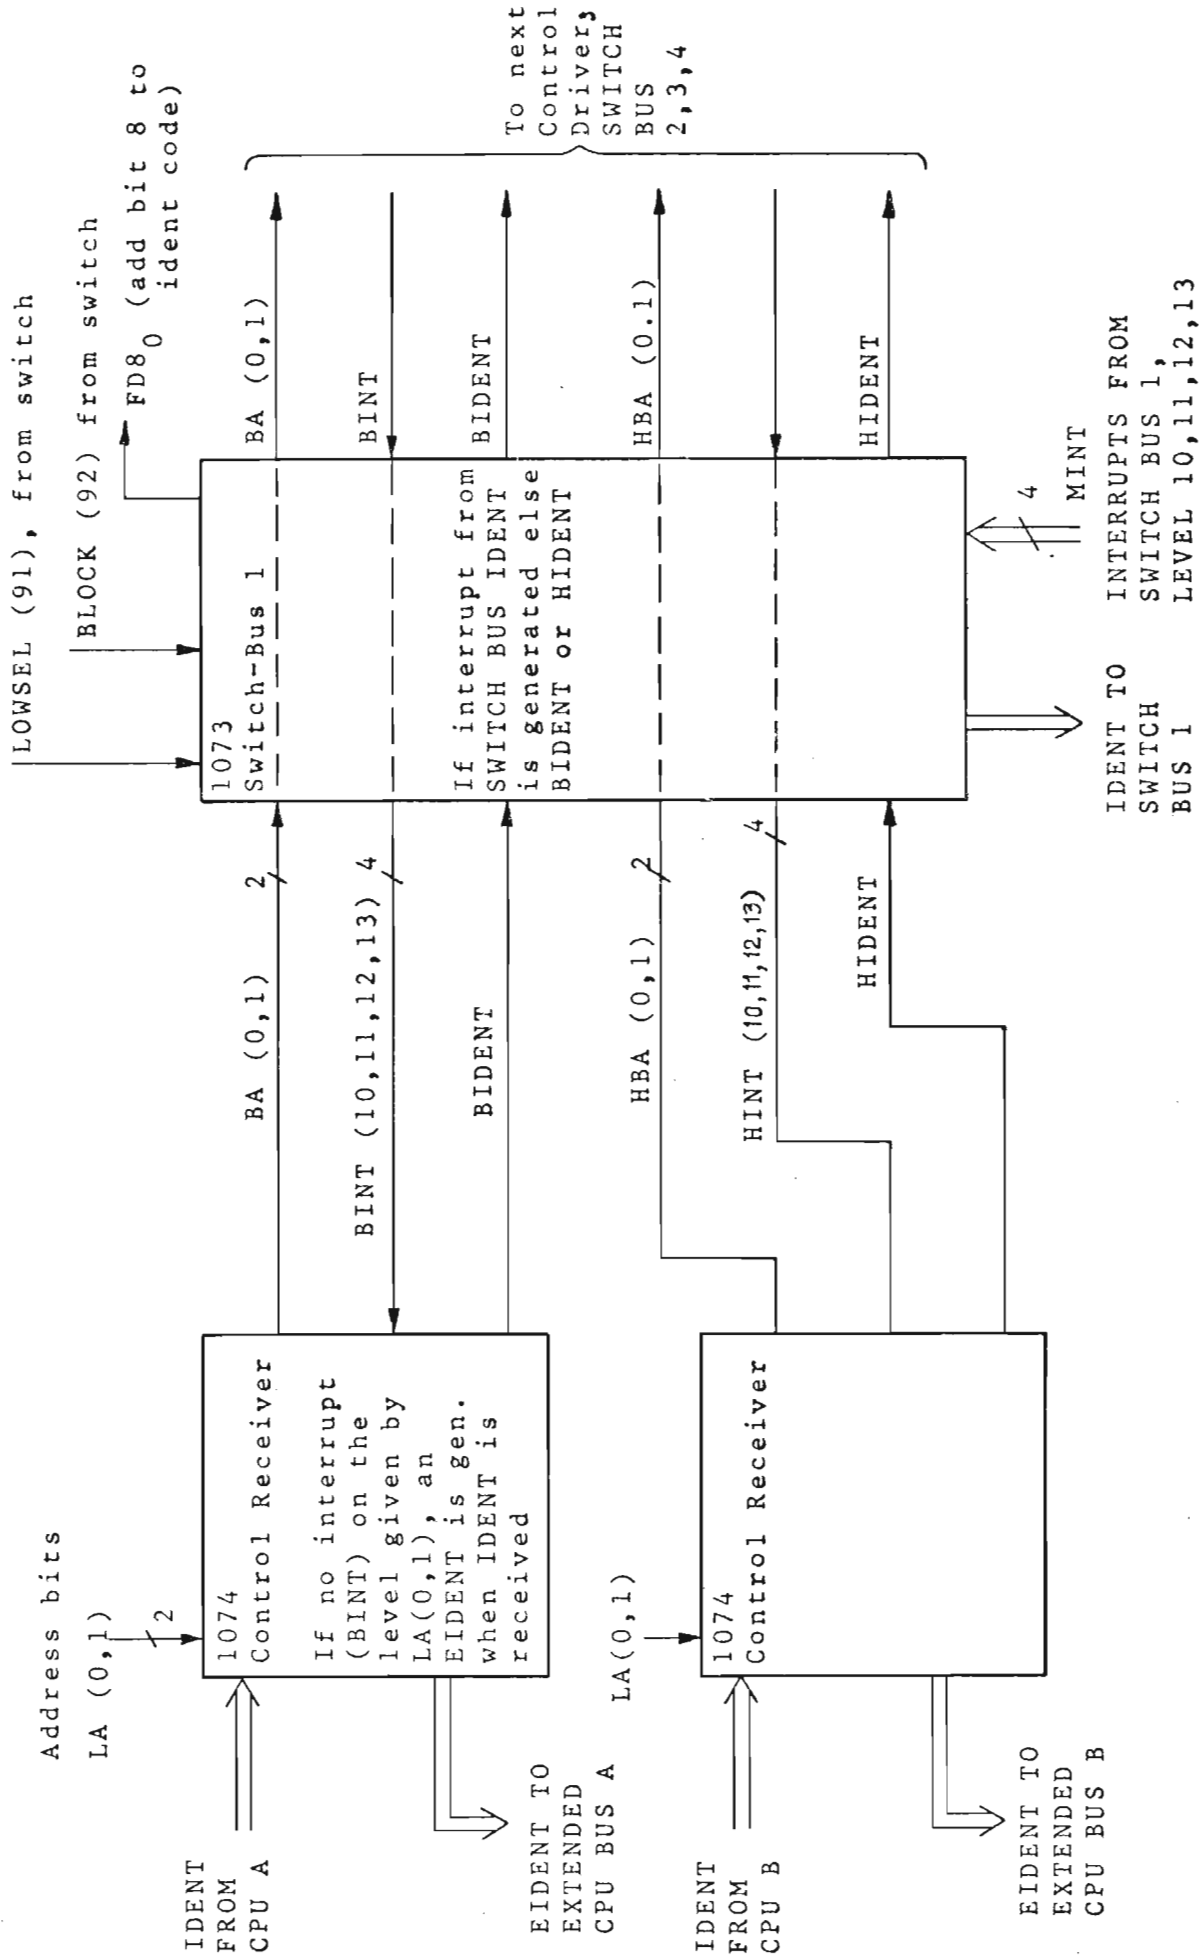 Address bits
LA (0,1)
2
IDENT
FROM
CPU A
1074
Control Receiver
If no interrupt
(BINT) on the
level given by
LA(0,1), an
EIDENT is gen.
when IDENT is
received
EIDENT TO
EXTENDED
CPU BUS A
BA (0,1)
2
BINT (10,11,12,13)
4
BIDENT
LA(0,1)
IDENT
FROM
CPU B
1074
Control Receiver
EIDENT TO
EXTENDED
CPU BUS B
HBA (0,1)
2
HINT (10,11,12,13)
4
HIDENT
LOWSEL (91), from switch
BLOCK (92) from switch
FD8₀ (add bit 8 to
ident code)
1073
Switch-Bus 1
If interrupt from
SWITCH BUS IDENT
is generated else
BIDENT or HIDENT
BA (0,1)
BINT
BIDENT
HBA (0.1)
HIDENT
To next
Control
Driver,
SWITCH
BUS
2,3,4
IDENT TO
SWITCH
BUS 1
4
MINT
INTERRUPTS FROM
SWITCH BUS 1,
LEVEL 10,11,12,13